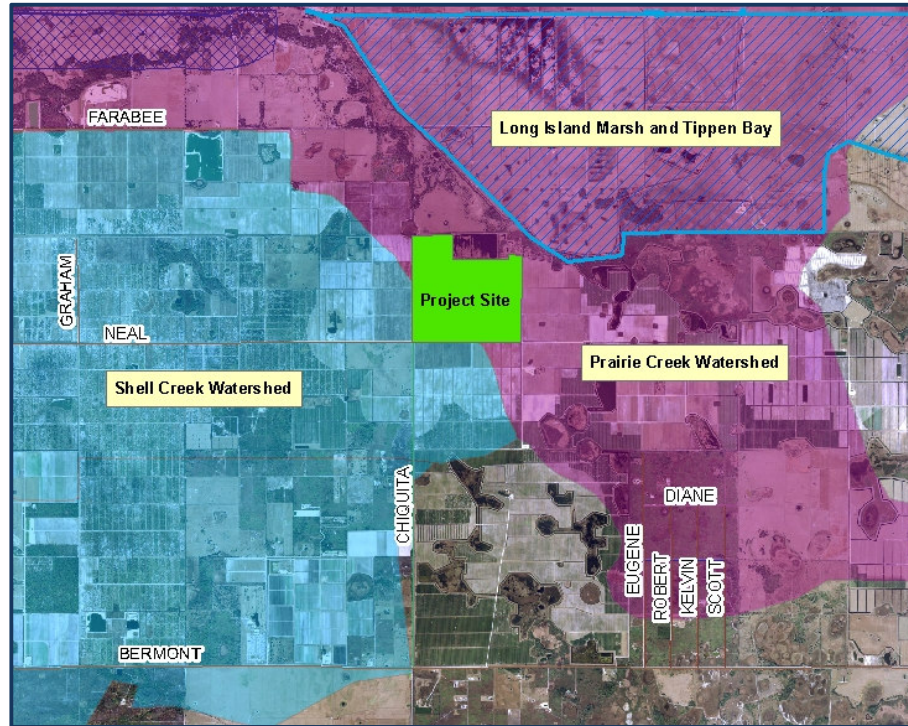 FARABEE
Long Island Marsh and Tippen Bay
GRAHAM
Project Site
NEAL
Prairie Creek Watershed
Shell Creek Watershed
CHIQUITA
DIANE
EUGENE
ROBERT
KELVIN
SCOTT
BERMONT